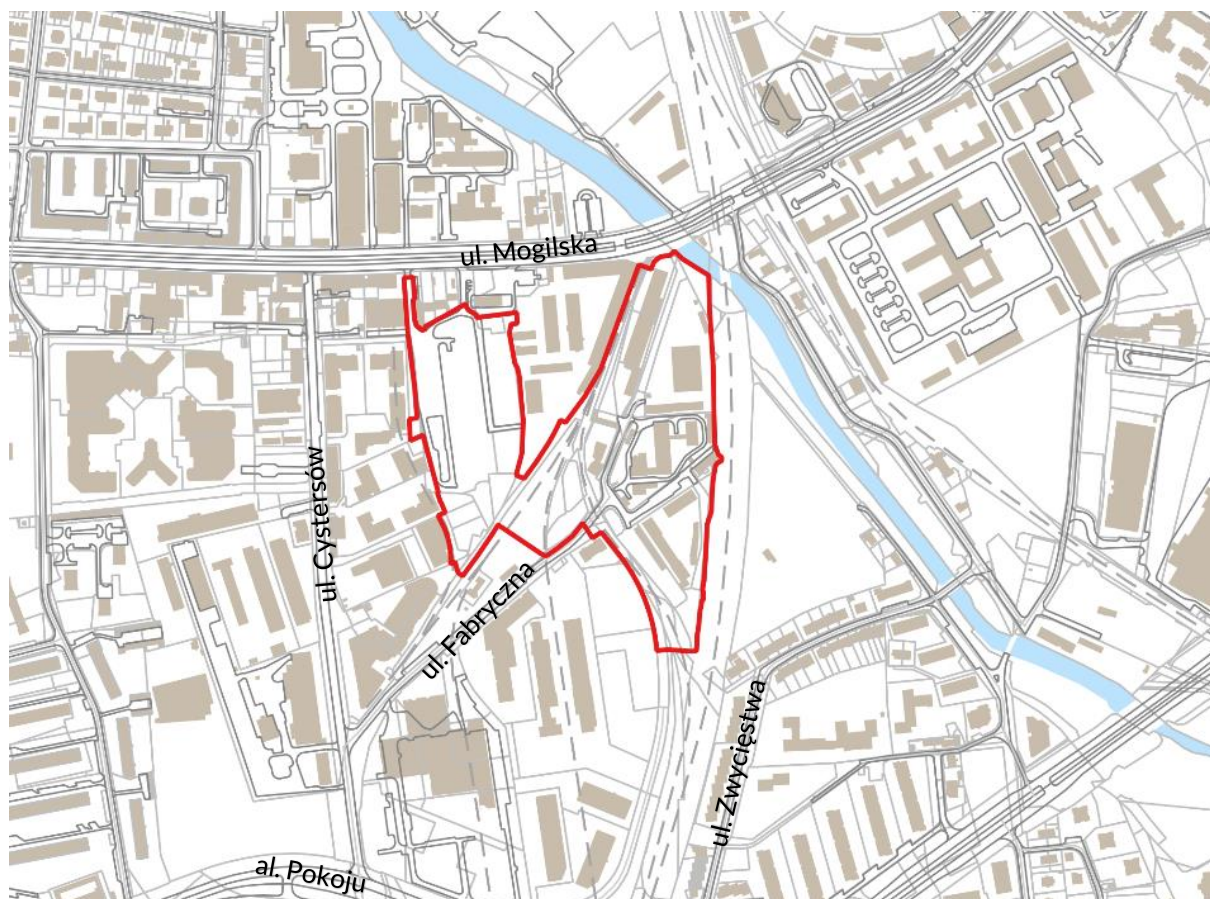 ul. Mogilska
ul. Cystersów
ul. Fabryczna
ul. Zwycięstwa
al. Pokoju